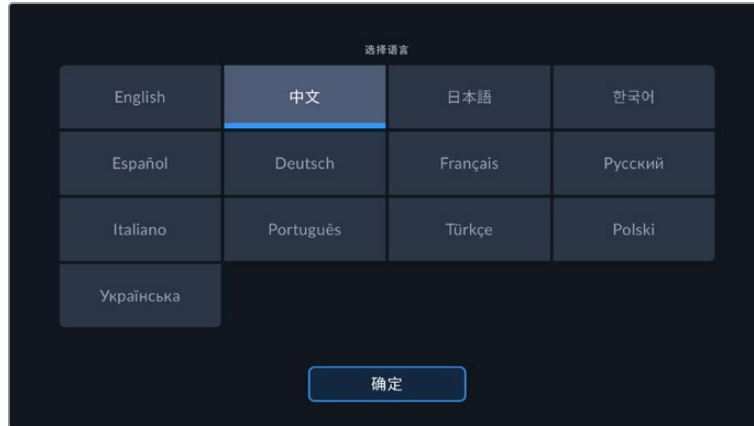 选择语言
English 中文 日本語 한국어
Español Deutsch Français Русский
Italiano Português Türkçe Polski
Українська
确定